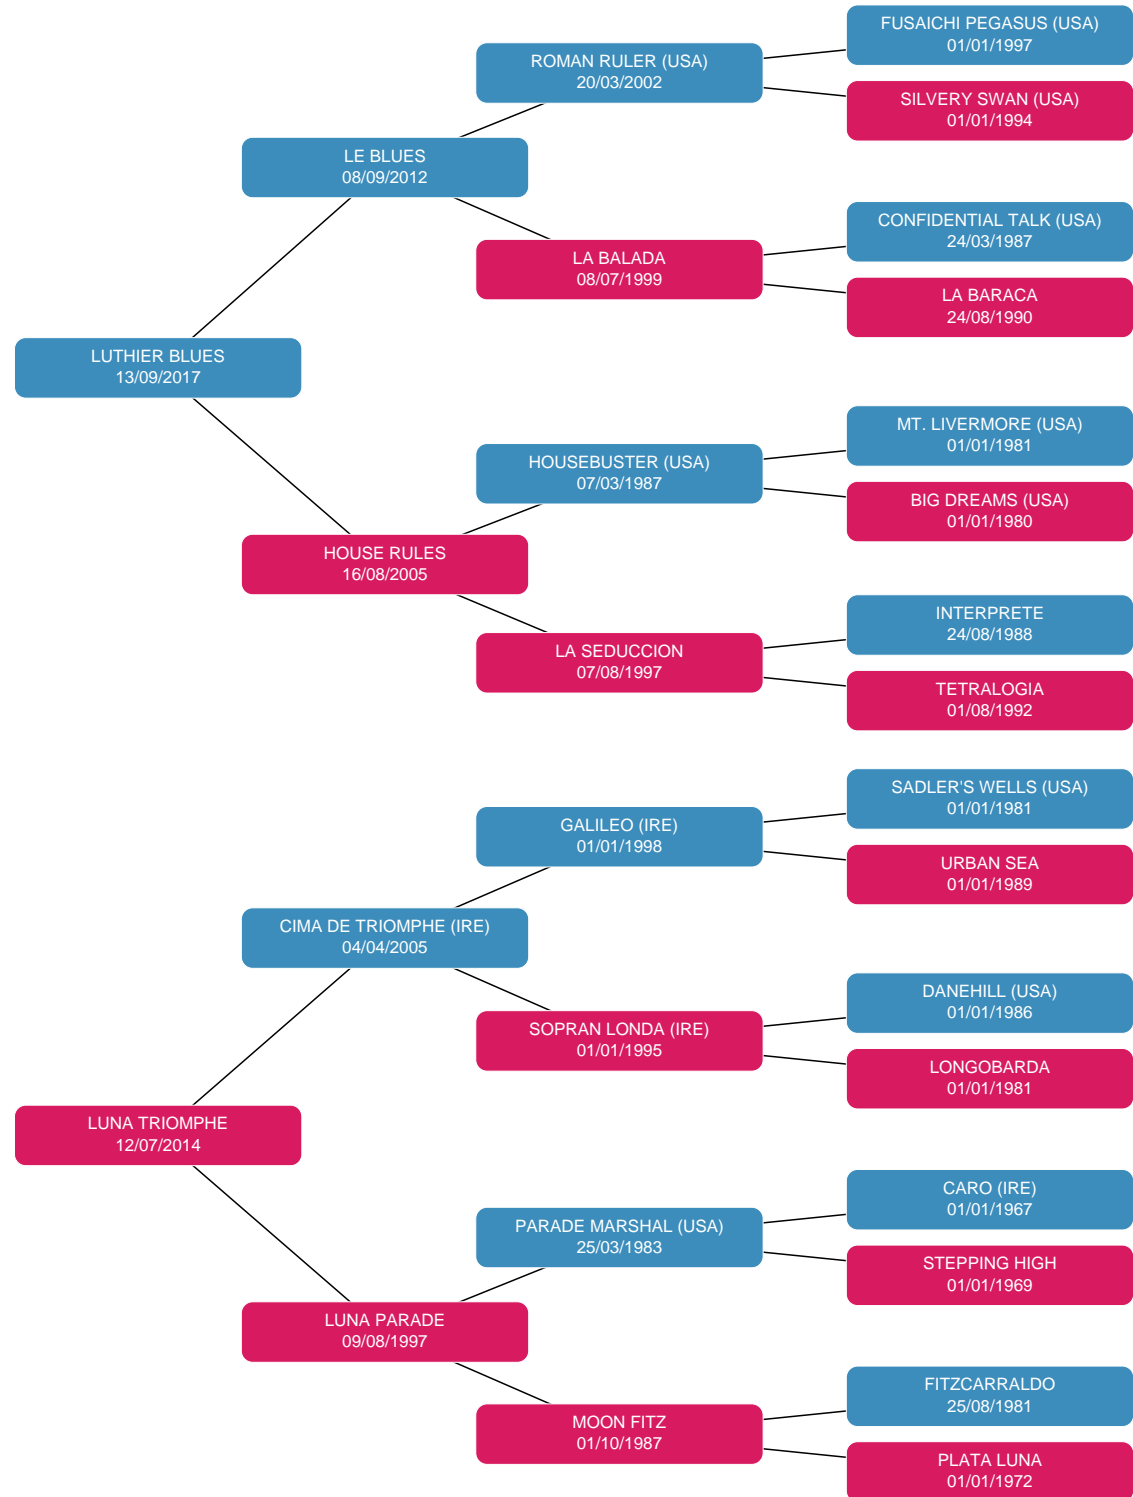 FUSAICHI PEGASUS (USA)
01/01/1997
ROMAN RULER (USA)
20/03/2002
SILVERY SWAN (USA)
01/01/1994
LE BLUES
08/09/2012
CONFIDENTIAL TALK (USA)
24/03/1987
LA BALADA
08/07/1999
LA BARACA
24/08/1990
LUTHIER BLUES
13/09/2017
MT. LIVERMORE (USA)
01/01/1981
HOUSEBUSTER (USA)
07/03/1987
BIG DREAMS (USA)
01/01/1980
HOUSE RULES
16/08/2005
INTERPRETE
24/08/1988
LA SEDUCCION
07/08/1997
TETRALOGIA
01/08/1992
SADLER'S WELLS (USA)
01/01/1981
GALILEO (IRE)
01/01/1998
URBAN SEA
01/01/1989
CIMA DE TRIOMPHE (IRE)
04/04/2005
DANEHILL (USA)
01/01/1986
SOPRAN LONDA (IRE)
01/01/1995
LONGOBARDA
01/01/1981
LUNA TRIOMPHE
12/07/2014
CARO (IRE)
01/01/1967
PARADE MARSHAL (USA)
25/03/1983
STEPPING HIGH
01/01/1969
LUNA PARADE
09/08/1997
FITZCARRALDO
25/08/1981
MOON FITZ
01/10/1987
PLATA LUNA
01/01/1972